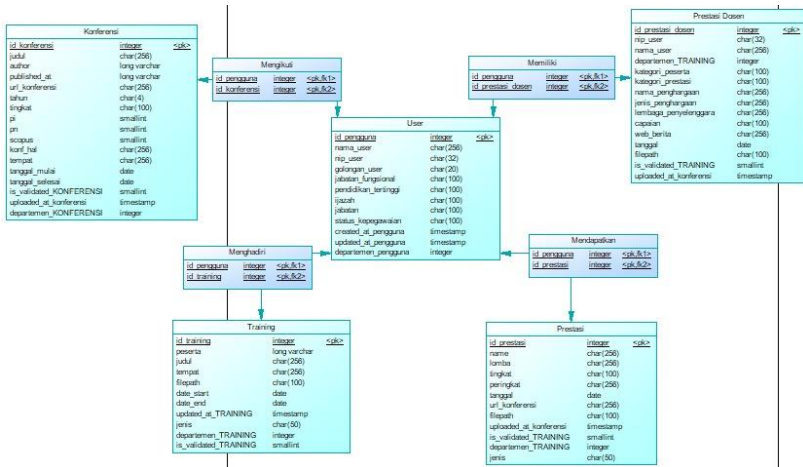 Konferensi
id_konferensi integer <pk>
judul char(256)
author long varchar
published_at long varchar
url_konferensi char(256)
tahun char(4)
tingkat char(100)
pi smallint
pn smallint
scopus smallint
konf_hal char(256)
tempat char(256)
tanggal_mulai date
tanggal_selesai date
is_validated_KONFERENSI smallint
uploaded_at_konferensi timestamp
departemen_KONFERENSI integer
Mengikuti
id_pengguna integer <pk,fk1>
id_konferensi integer <pk,fk2>
Memiliki
id_pengguna integer <pk,fk1>
id_prestasi_dosen integer <pk,fk2>
Prestasi Dosen
id_prestasi_dosen integer <pk>
nip_user char(32)
nama_user char(256)
departemen_TRAINING integer
kategori_peserta char(100)
kategori_prestasi char(100)
nama_penghargaan char(256)
jenis_penghargaan char(256)
lembaga_penyelenggara char(256)
capaian char(100)
web_berita char(256)
tanggal date
filepath char(100)
is_validated_TRAINING smallint
uploaded_at_konferensi timestamp
User
id_pengguna integer <pk>
nama_user char(256)
nip_user char(32)
golongan_user char(20)
jabatan_fungsional char(100)
pendidikan_tertinggi char(100)
ijazah char(100)
jabatan char(100)
status_kepegawaian char(100)
created_at_pengguna timestamp
updated_at_pengguna timestamp
departemen_pengguna integer
Menghadiri
id_pengguna integer <pk,fk1>
id_training integer <pk,fk2>
Mendapatkan
id_pengguna integer <pk,fk1>
id_prestasi integer <pk,fk2>
Training
id_training integer <pk>
peserta long varchar
judul char(256)
tempat char(256)
filepath char(100)
date_start date
date_end date
updated_at_TRAINING timestamp
jenis char(50)
departemen_TRAINING integer
is_validated_TRAINING smallint
Prestasi
id_prestasi integer <pk>
name char(256)
lomba char(256)
tingkat char(100)
peringkat char(256)
tanggal date
url_konferensi char(256)
filepath char(100)
uploaded_at_konferensi timestamp
is_validated_TRAINING smallint
departemen_TRAINING integer
jenis char(50)